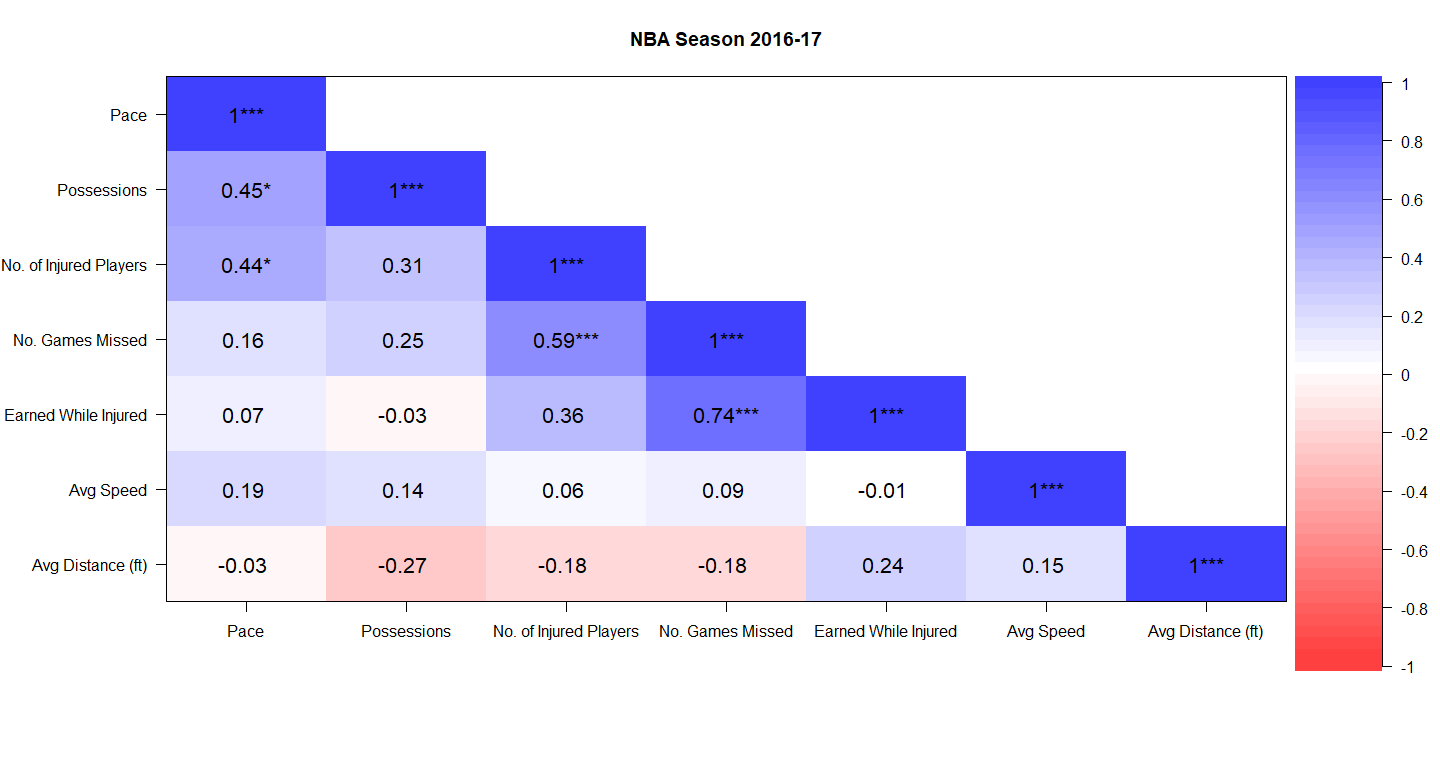 NBA Season 2016-17
Pace 1***
Possessions 0.45* 1***
No. of Injured Players 0.44* 0.31 1***
No. Games Missed 0.16 0.25 0.59*** 1***
Earned While Injured 0.07 -0.03 0.36 0.74*** 1***
Avg Speed 0.19 0.14 0.06 0.09 -0.01 1***
Avg Distance (ft) -0.03 -0.27 -0.18 -0.18 0.24 0.15 1***
Pace Possessions No. of Injured Players No. Games Missed Earned While Injured Avg Speed Avg Distance (ft)
1
0.8
0.6
0.4
0.2
0
-0.2
-0.4
-0.6
-0.8
-1